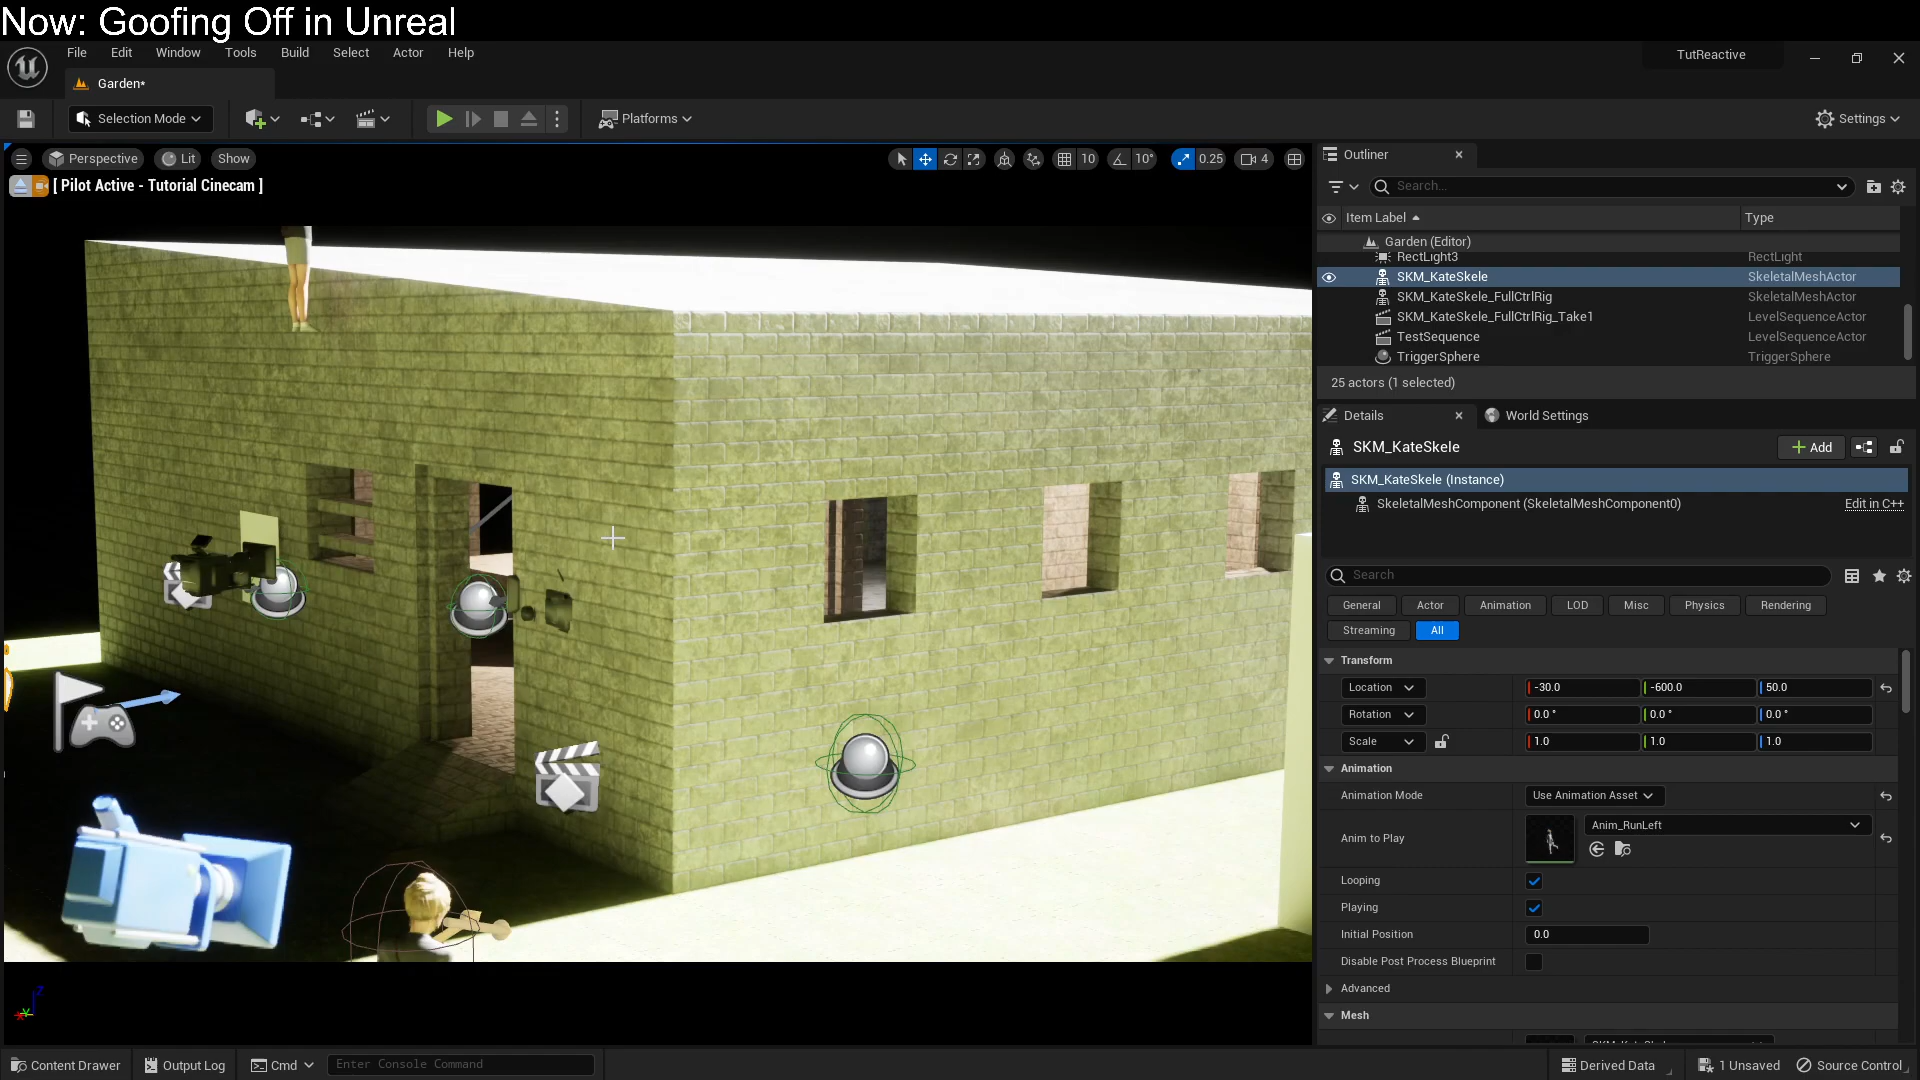 Now: Goofing Off in Unreal
File Edit Window Tools Build Select Actor Help
TutReactive
Garden*
Selection Mode
Platforms
Settings
Perspective Lit Show
10 10° 0.25 4
[ Pilot Active - Tutorial Cinecam ]
Outliner
Search...
Item Label Type
Garden (Editor)
RectLight3 RectLight
SKM_KateSkele SkeletalMeshActor
SKM_KateSkele_FullCtrlRig SkeletalMeshActor
SKM_KateSkele_FullCtrlRig_Take1 LevelSequenceActor
TestSequence LevelSequenceActor
TriggerSphere TriggerSphere
25 actors (1 selected)
Details World Settings
SKM_KateSkele
Add
SKM_KateSkele (Instance)
SkeletalMeshComponent (SkeletalMeshComponent0) Edit in C++
Search
General Actor Animation LOD Misc Physics Rendering
Streaming All
Transform
Location -30.0 -600.0 50.0
Rotation 0.0 ° 0.0 ° 0.0 °
Scale 1.0 1.0 1.0
Animation
Animation Mode Use Animation Asset
Anim to Play Anim_RunLeft
Looping
Playing
Initial Position 0.0
Disable Post Process Blueprint
Advanced
Mesh
Z
Content Drawer Output Log Cmd Enter Console Command Derived Data 1 Unsaved Source Control